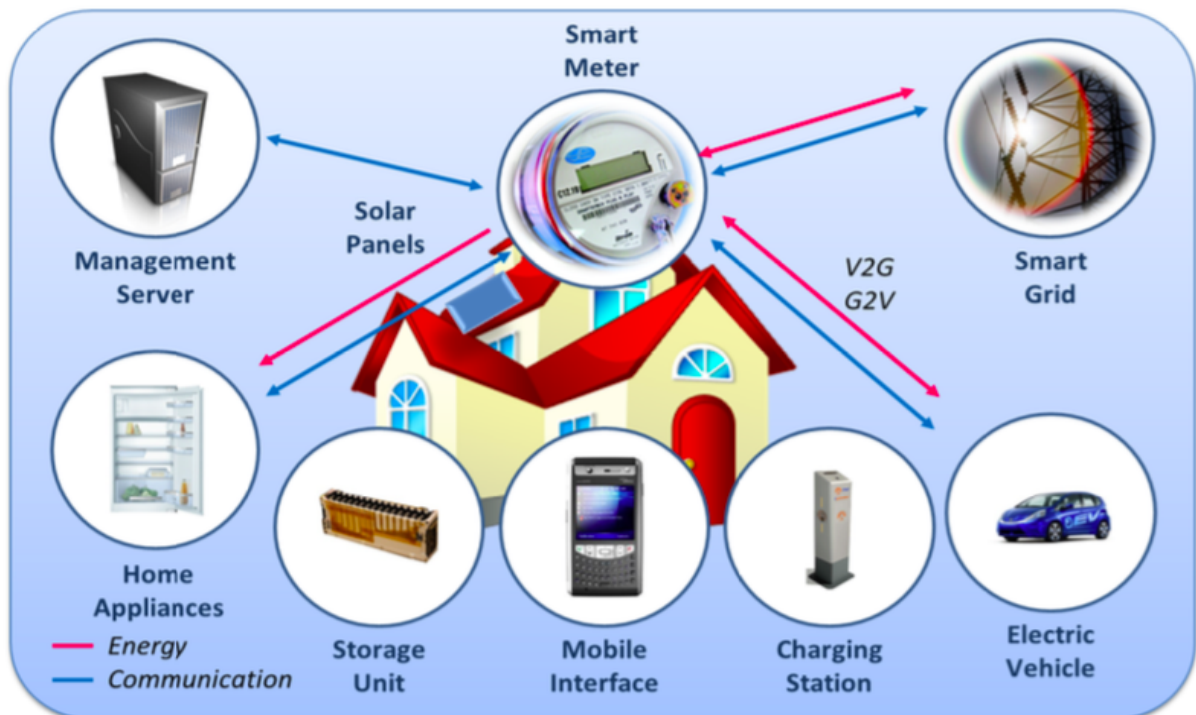 Smart
Meter
Management
Server
Solar
Panels
V2G
G2V
Smart
Grid
Home
Appliances
Storage
Unit
Mobile
Interface
Charging
Station
Electric
Vehicle
Energy
Communication